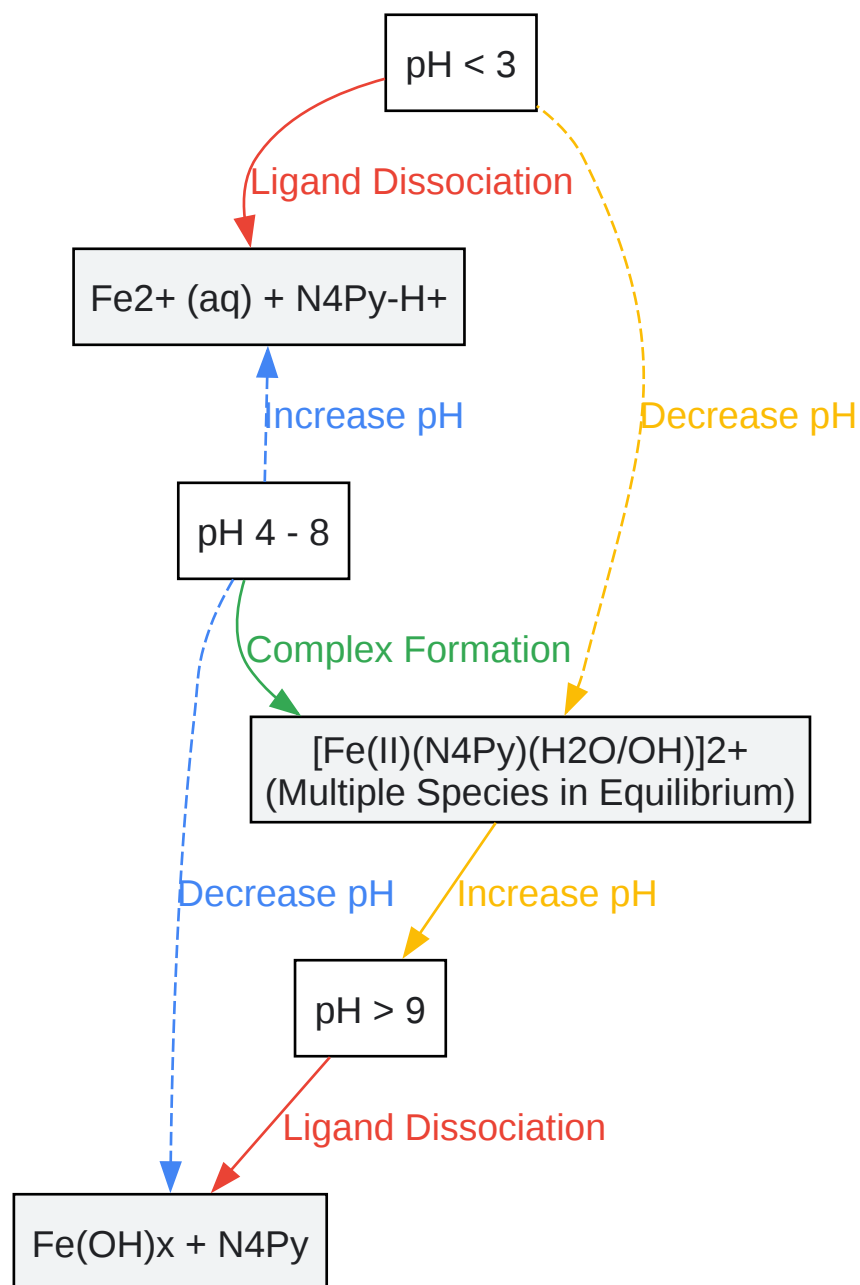 pH < 3
Ligand Dissociation
Fe2+ (aq) + N4Py-H+
Increase pH
Decrease pH
pH 4 - 8
Complex Formation
[Fe(II)(N4Py)(H2O/OH)]2+
(Multiple Species in Equilibrium)
Decrease pH
Increase pH
pH > 9
Ligand Dissociation
Fe(OH)x + N4Py